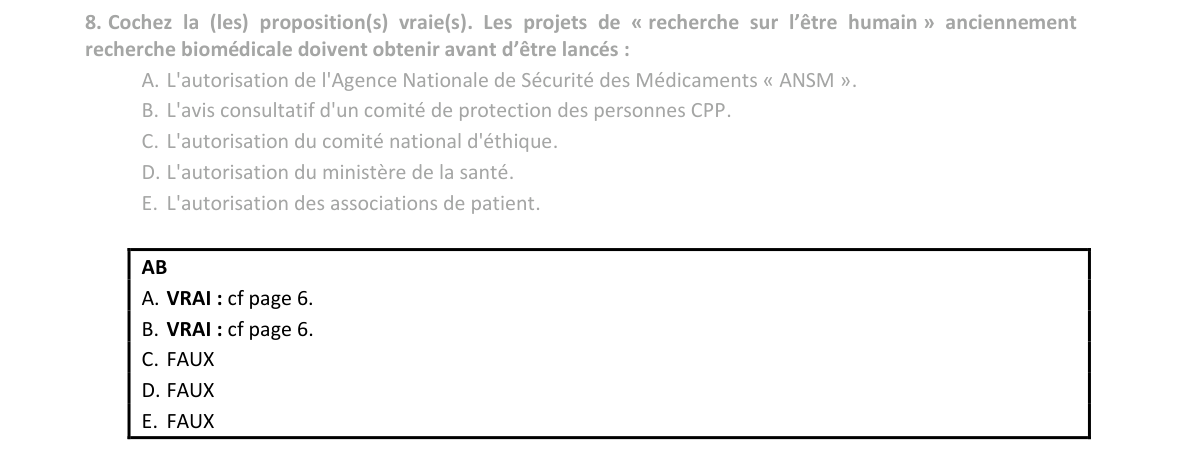 8. Cochez la (les) proposition(s) vraie(s). Les projets de « recherche sur l’être humain » anciennement
recherche biomédicale doivent obtenir avant d’être lancés :
A. L'autorisation de l'Agence Nationale de Sécurité des Médicaments « ANSM ».
B. L'avis consultatif d'un comité de protection des personnes CPP.
C. L'autorisation du comité national d'éthique.
D. L'autorisation du ministère de la santé.
E. L'autorisation des associations de patient.
AB
A. VRAI : cf page 6.
B. VRAI : cf page 6.
C. FAUX
D. FAUX
E. FAUX